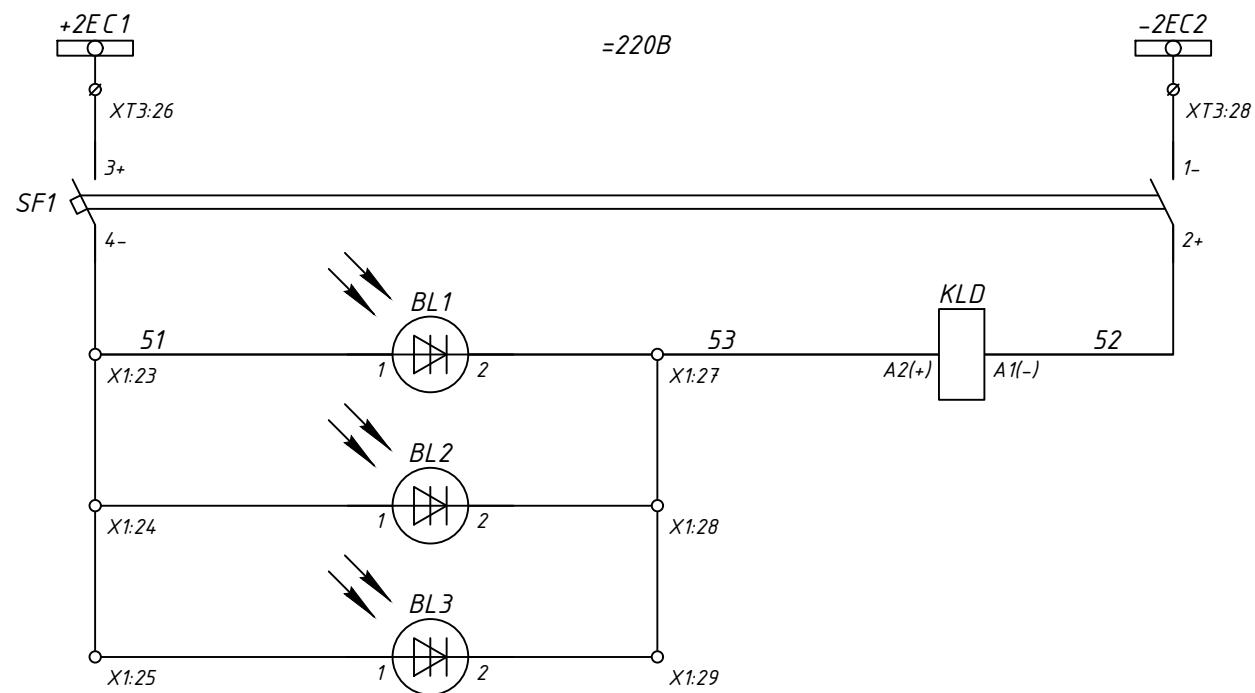 +2EC1 =220В -2EC2
XT3:26 XT3:28
3+ 1-
SF1
4- 2+
BL1 KLD
51 53 52
1 2 A2(+) A1(-)
X1:23 X1:27
BL2
1 2
X1:24 X1:28
BL3
1 2
X1:25 X1:29